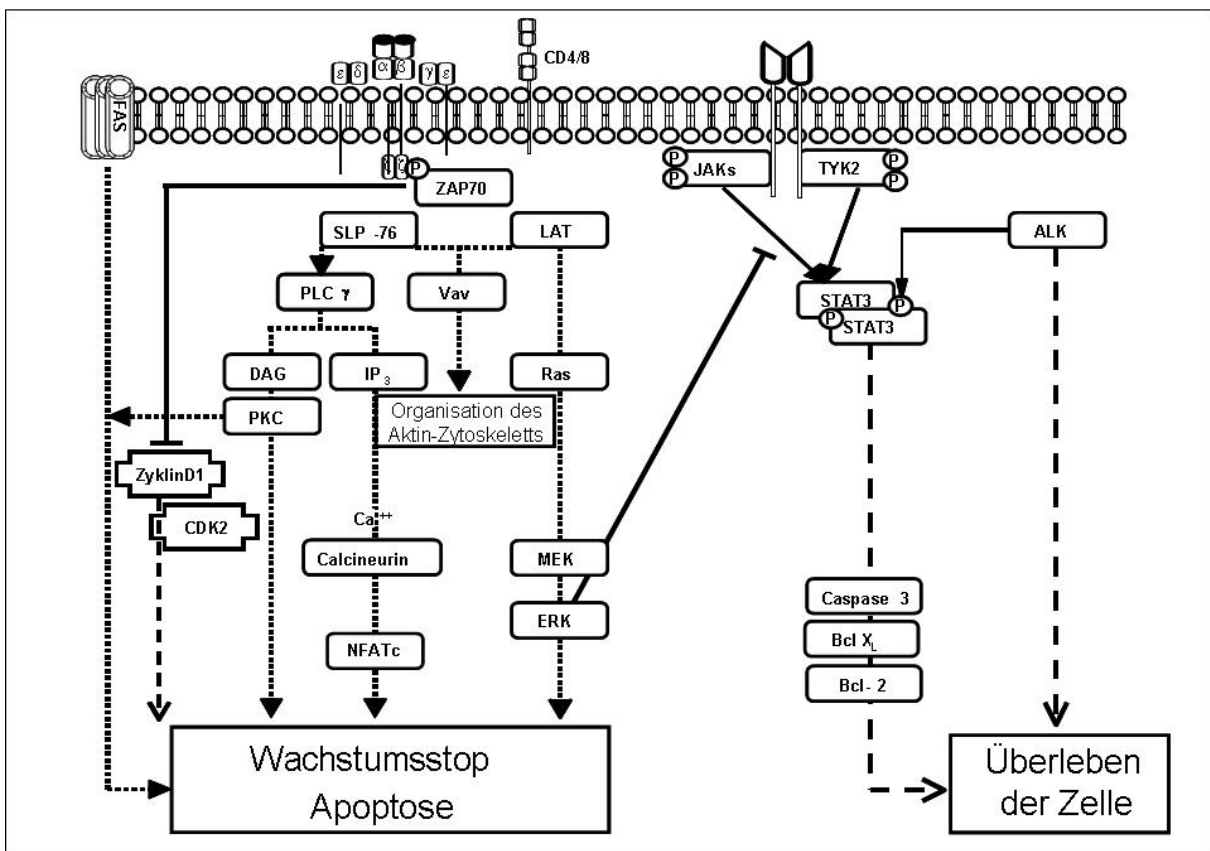 CD4/8
ε δ α β γ ε
FAS
ζ ζ P
ZAP70
P JAKs
P
TYK2 P
P
SLP -76
LAT
ALK
PLC γ
Vav
STAT3 P
P STAT3
DAG
IP3
Ras
PKC
Organisation des
Aktin-Zytoskeletts
ZyklinD1
CDK2
Ca++
Calcineurin
MEK
ERK
NFATc
Caspase 3
Bcl XL
Bcl- 2
Wachstumsstop
Apoptose
Überleben
der Zelle